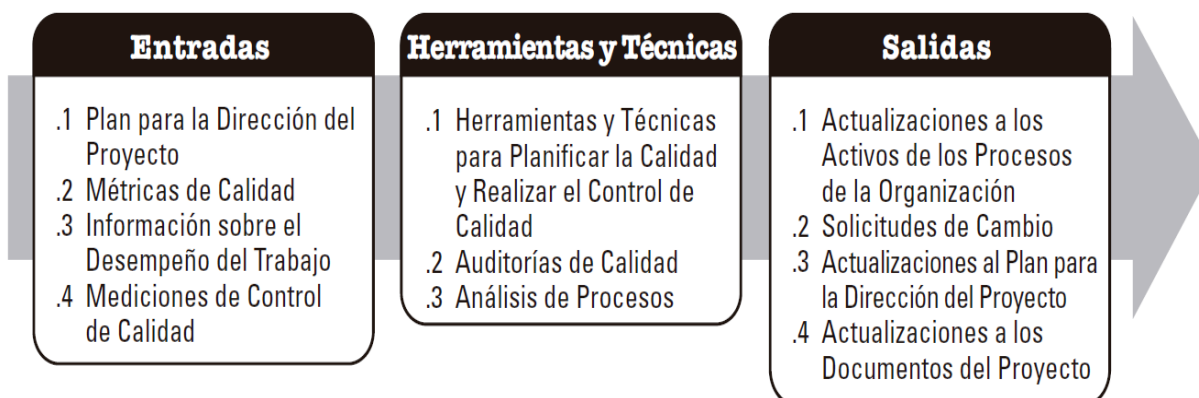 Entradas
.1 Plan para la Dirección del
Proyecto
.2 Métricas de Calidad
.3 Información sobre el
Desempeño del Trabajo
.4 Mediciones de Control
de Calidad
Herramientas y Técnicas
.1 Herramientas y Técnicas
para Planificar la Calidad
y Realizar el Control de
Calidad
.2 Auditorías de Calidad
.3 Análisis de Procesos
Salidas
.1 Actualizaciones a los
Activos de los Procesos
de la Organización
.2 Solicitudes de Cambio
.3 Actualizaciones al Plan para
la Dirección del Proyecto
.4 Actualizaciones a los
Documentos del Proyecto